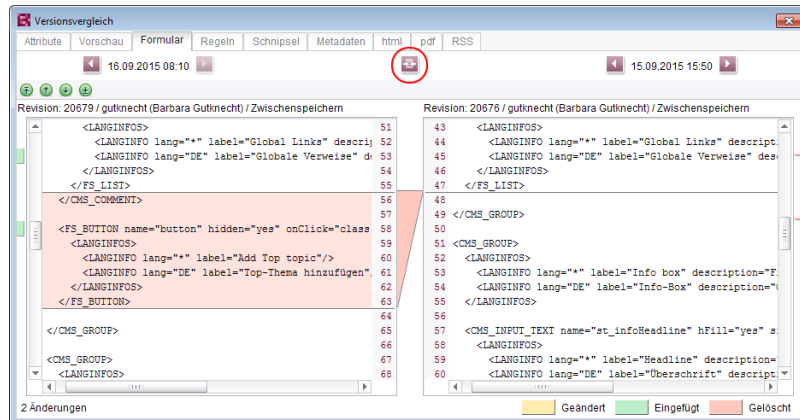 Versionsvergleich
Attribute Vorschau Formular Regeln Schnipsel Metadaten html pdf RSS
16.09.2015 08:10 15.09.2015 15:50
Revision: 20679 / gutknecht (Barbara Gutknecht) / Zwischenspeichern
<LANGINFOS> 51
<LANGINFO lang="*" label="Global Links" descrip 52
<LANGINFO lang="DE" label="Globale Verweise" de 53
</LANGINFOS> 54
</FS_LIST> 55
</CMS_COMMENT> 56
57
<FS_BUTTON name="button" hidden="yes" onClick="class 58
<LANGINFOS> 59
<LANGINFO lang="*" label="Add Top topic"/> 60
<LANGINFO lang="DE" label="Top-Thema hinzufügen" 61
</LANGINFOS> 62
</FS_BUTTON> 63
64
</CMS_GROUP> 65
66
<CMS_GROUP> 67
<LANGINFOS> 68
Revision: 20676 / gutknecht (Barbara Gutknecht) / Zwischenspeichern
43 <LANGINFOS>
44 <LANGINFO lang="*" label="Global Links" descript
45 <LANGINFO lang="DE" label="Globale Verweise" des
46 </LANGINFOS>
47 </FS_LIST>
48
49 </CMS_GROUP>
50
51 <CMS_GROUP>
52 <LANGINFOS>
53 <LANGINFO lang="*" label="Info box" description="F
54 <LANGINFO lang="DE" label="Info-Box" description="
55 </LANGINFOS>
56
57 <CMS_INPUT_TEXT name="st_infoHeadline" hFill="yes" s
58 <LANGINFOS>
59 <LANGINFO lang="*" label="Headline" description=
60 <LANGINFO lang="DE" label="Überschrift" descript
2 Änderungen
Geändert Eingefügt Gelöscht